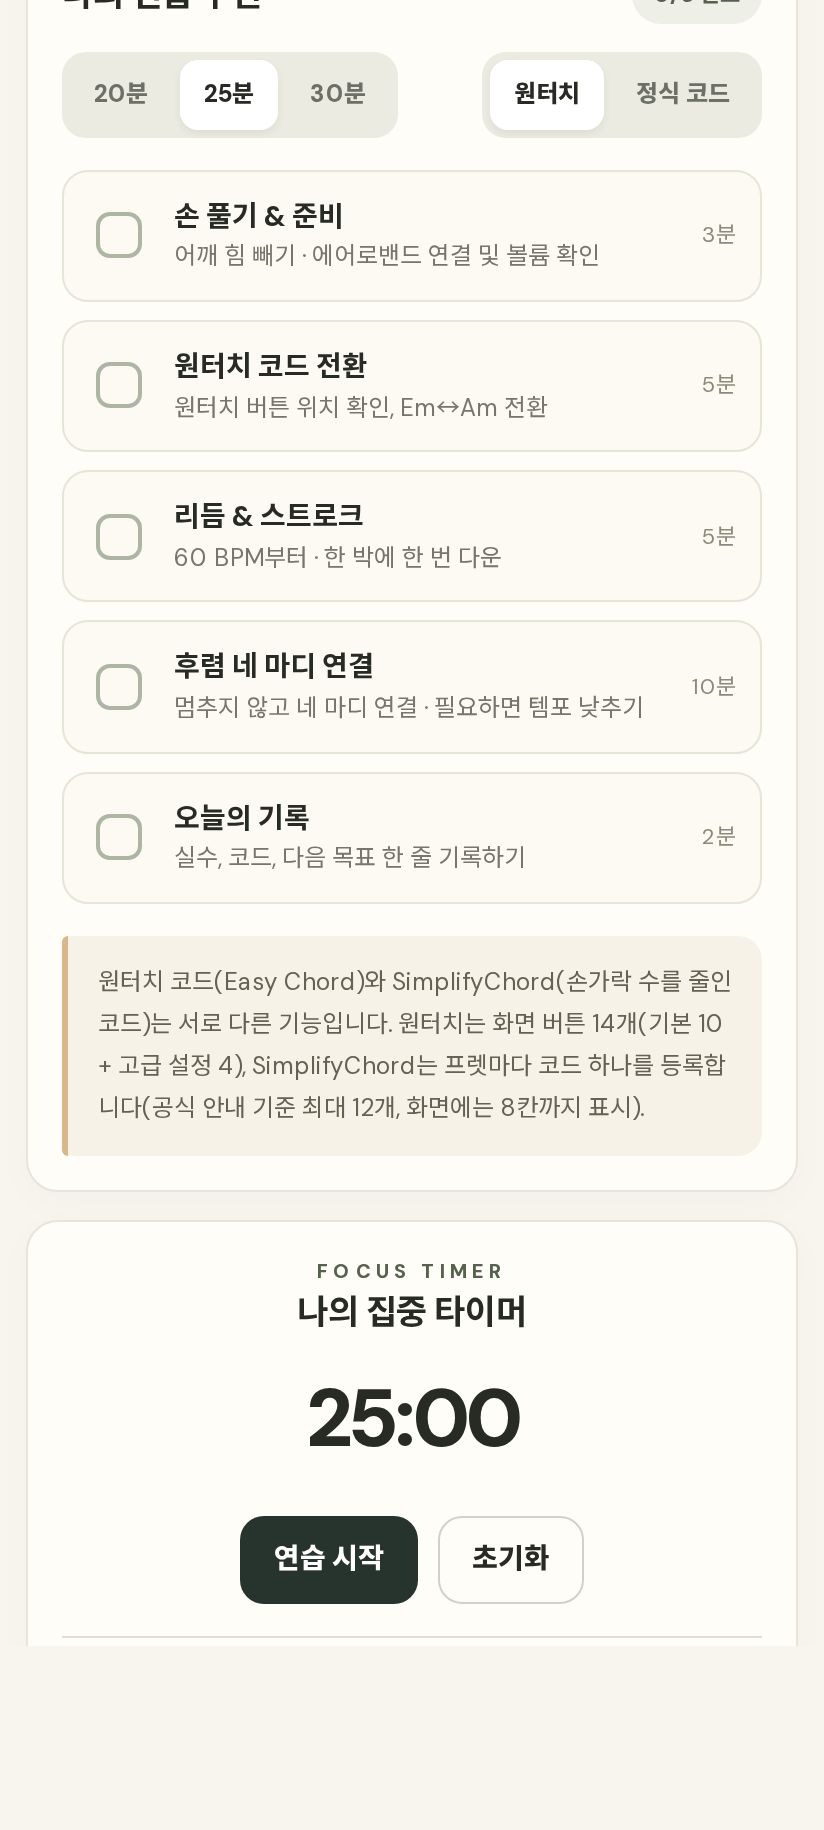 20분
25분
30분
원터치
정식 코드
손 풀기 & 준비
어깨 힘 빼기 · 에어로밴드 연결 및 볼륨 확인
3분
원터치 코드 전환
원터치 버튼 위치 확인, Em↔Am 전환
5분
리듬 & 스트로크
60 BPM부터 · 한 박에 한 번 다운
5분
후렴 네 마디 연결
멈추지 않고 네 마디 연결 · 필요하면 템포 낮추기
10분
오늘의 기록
실수, 코드, 다음 목표 한 줄 기록하기
2분
원터치 코드(Easy Chord)와 SimplifyChord(손가락 수를 줄인
코드)는 서로 다른 기능입니다. 원터치는 화면 버튼 14개(기본 10
+ 고급 설정 4), SimplifyChord는 프렛마다 코드 하나를 등록합
니다(공식 안내 기준 최대 12개, 화면에는 8칸까지 표시).
FOCUS TIMER
나의 집중 타이머
25:00
연습 시작
초기화